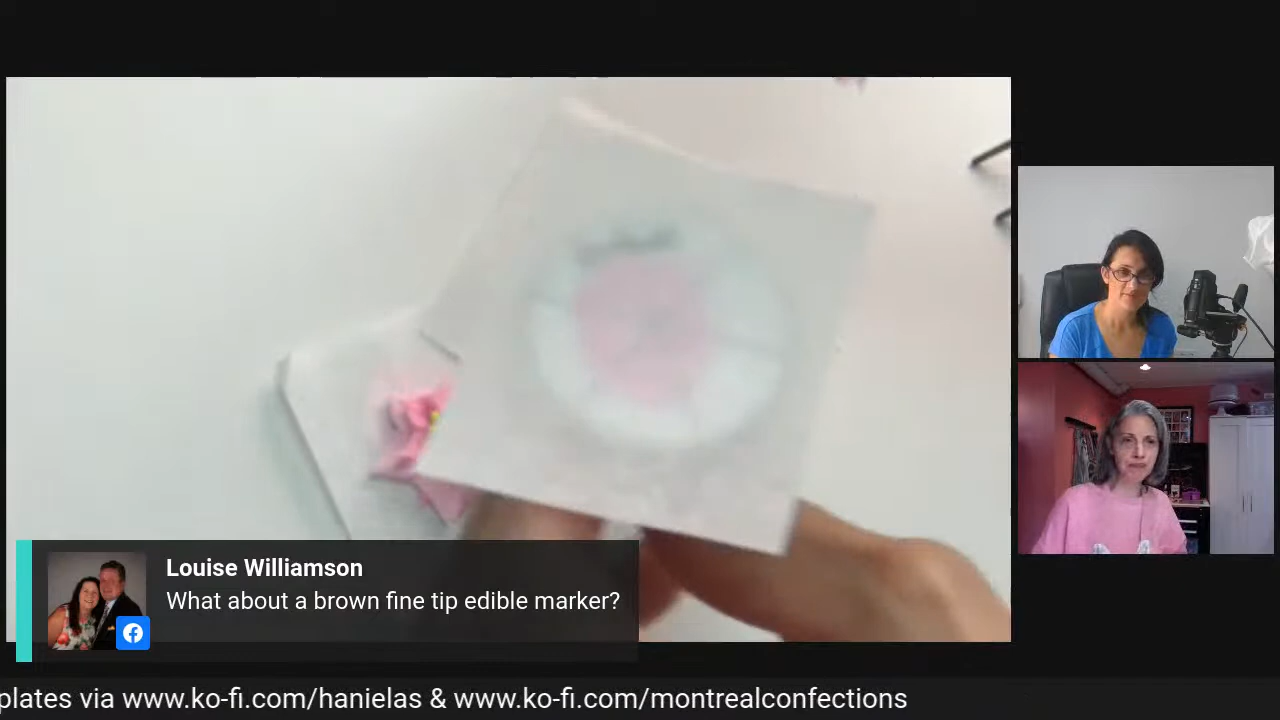 Louise Williamson
What about a brown fine tip edible marker?
plates via www.ko-fi.com/hanielas & www.ko-fi.com/montrealconfections